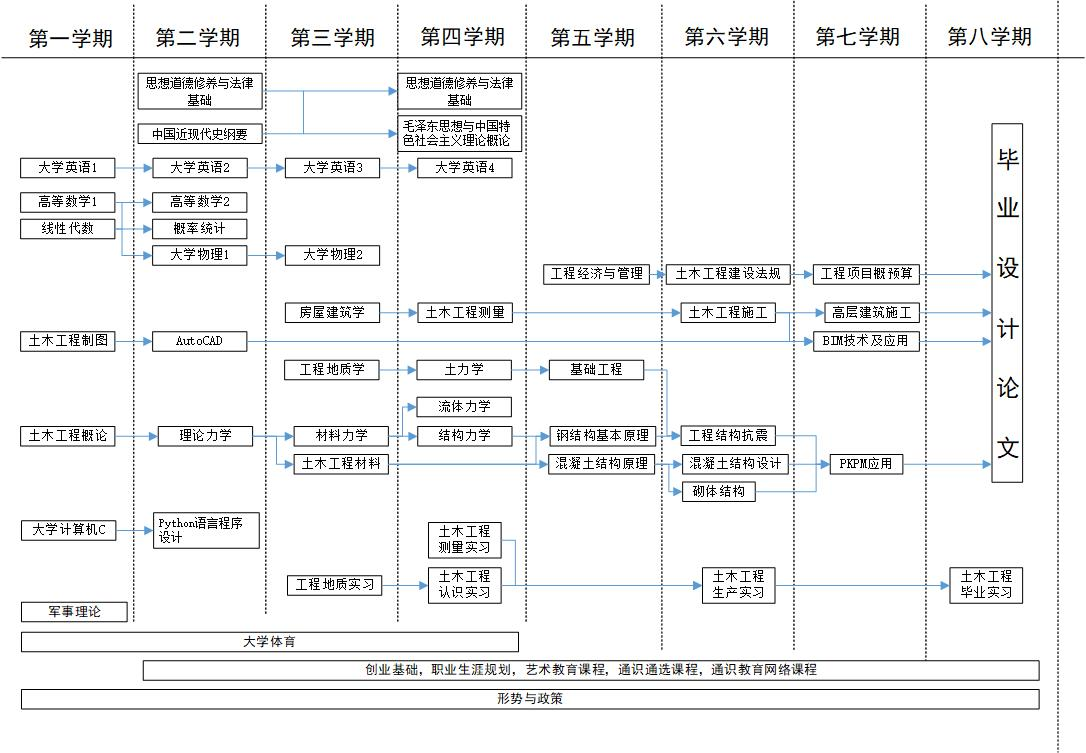 第一学期 第二学期 第三学期 第四学期 第五学期 第六学期 第七学期 第八学期
思想道德修养与法律
基础
思想道德修养与法律
基础
中国近现代史纲要
毛泽东思想与中国特
色社会主义理论概论
大学英语1 大学英语2 大学英语3 大学英语4
高等数学1 高等数学2
线性代数 概率统计
大学物理1 大学物理2
工程经济与管理 土木工程建设法规 工程项目概预算
房屋建筑学 土木工程测量 土木工程施工 高层建筑施工
土木工程制图 AutoCAD BIM技术及应用
工程地质学 土力学 基础工程
流体力学
土木工程概论 理论力学 材料力学 结构力学 钢结构基本原理 工程结构抗震
土木工程材料 混凝土结构原理 混凝土结构设计 PKPM应用
砌体结构
毕
业
设
计
论
文
大学计算机C
Python语言程序
设计
土木工程
测量实习
工程地质实习
土木工程
认识实习
土木工程
生产实习
土木工程
毕业实习
军事理论
大学体育
创业基础，职业生涯规划，艺术教育课程，通识通选课程，通识教育网络课程
形势与政策